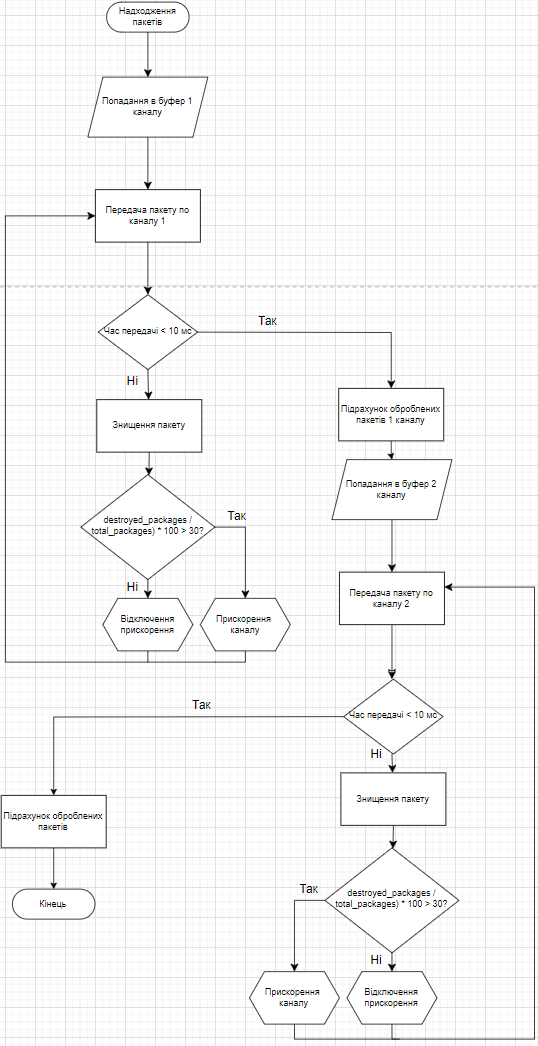 Надходження
пакетів
Попадання в буфер 1
каналу
Передача пакету по
каналу 1
Час передачі < 10 мс
Так
Ні
Знищення пакету
destroyed_packages /
total_packages) * 100 > 30?
Так
Ні
Відключення
прискорення
Прискорення
каналу
Підрахунок оброблених
пакетів 1 каналу
Попадання в буфер 2
каналу
Передача пакету по
каналу 2
Час передачі < 10 мс
Так
Ні
Підрахунок оброблених
пакетів
Кінець
Знищення пакету
destroyed_packages /
total_packages) * 100 > 30?
Так
Ні
Прискорення
каналу
Відключення
прискорення